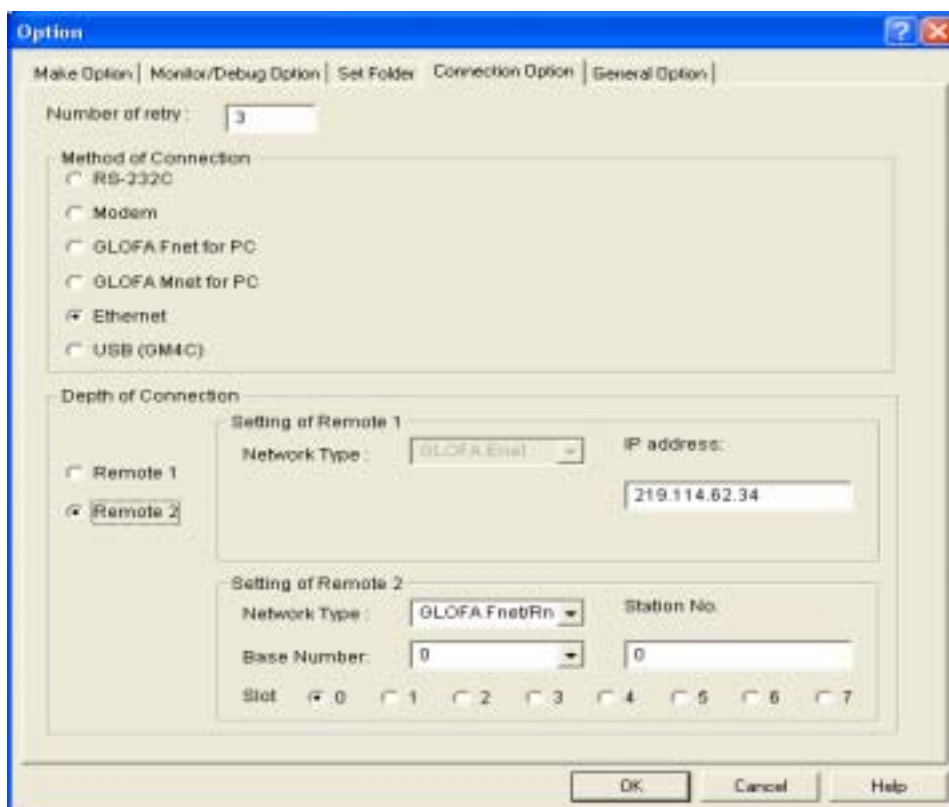 Option
Make Option Monitor/Debug Option Set Folder Connection Option General Option
Number of retry : 3
Method of Connection
RS-232C
Modem
GLOFA Fnet for PC
GLOFA Mnet for PC
Ethernet
USB (GM4C)
Depth of Connection
Remote 1
Remote 2
Setting of Remote 1
Network Type : GLOFA Enet
IP address:
219.114.62.34
Setting of Remote 2
Network Type : GLOFA Fnet/Rn
Station No.
Base Number: 0
0
Slot 0 1 2 3 4 5 6 7
OK Cancel Help